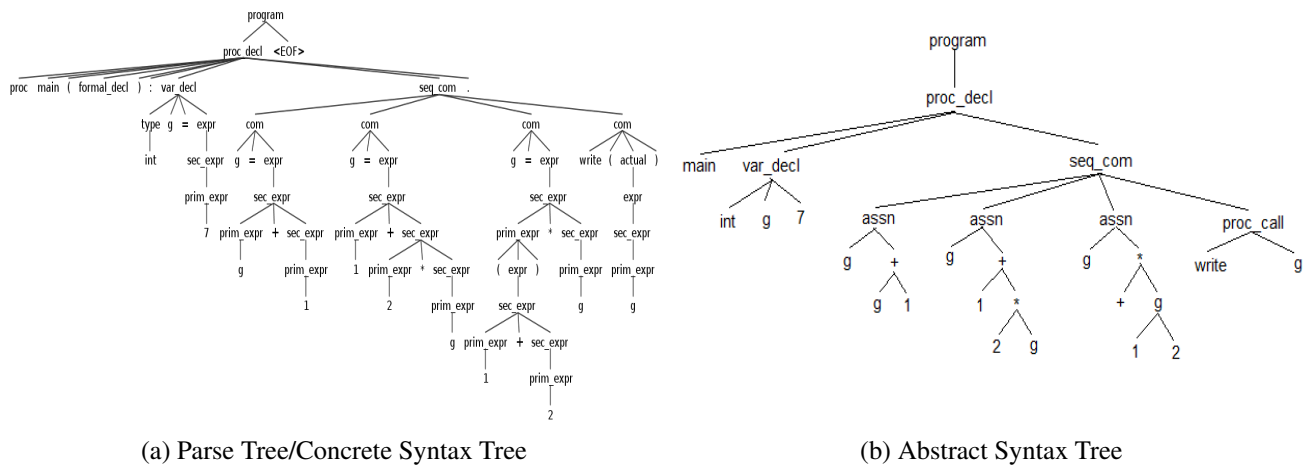 program
proc_decl <EOF>
proc main ( formal_decl ) : var_decl seq_com .
type g = expr com com com com
int sec_expr g = expr g = expr g = expr write ( actual )
prim_expr sec_expr sec_expr sec_expr expr
7 prim_expr + sec_expr prim_expr + sec_expr prim_expr * sec_expr sec_expr
g prim_expr 1 prim_expr * sec_expr ( expr ) prim_expr prim_expr
1 2 prim_expr sec_expr g g
g prim_expr + sec_expr
1 prim_expr
2
(a) Parse Tree/Concrete Syntax Tree
program
proc_decl
main var_decl seq_com
int g 7 assn assn assn proc_call
g + g + g * write g
g 1 1 * + g
2 g 1 2
(b) Abstract Syntax Tree